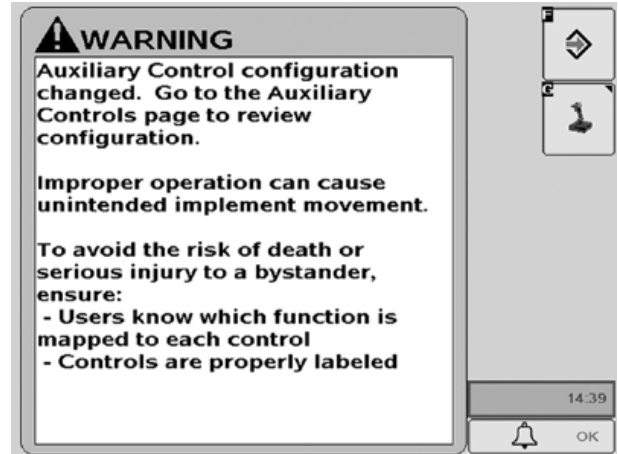 WARNING
Auxiliary Control configuration
changed. Go to the Auxiliary
Controls page to review
configuration.
Improper operation can cause
unintended implement movement.
To avoid the risk of death or
serious injury to a bystander,
ensure:
- Users know which function is
mapped to each control
- Controls are properly labeled
F
G
14:39
OK